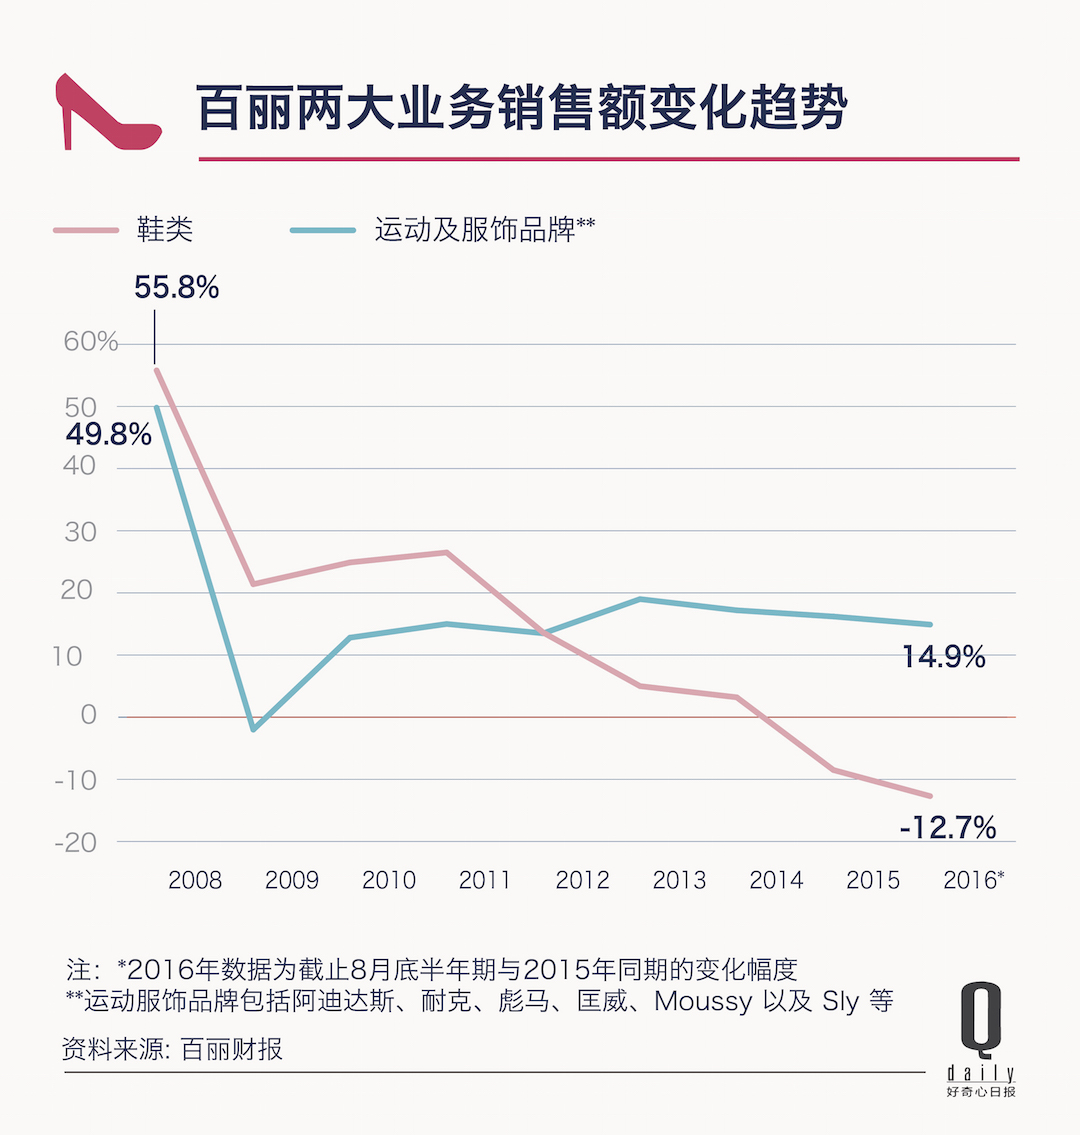 百丽两大业务销售额变化趋势
鞋类 运动及服饰品牌**
55.8%
60%
50
49.8%
40
30
20
10
14.9%
0
-10
-12.7%
-20
2008 2009 2010 2011 2012 2013 2014 2015 2016*
注：*2016年数据为截止8月底半年期与2015年同期的变化幅度
**运动服饰品牌包括阿迪达斯、耐克、彪马、匡威、Moussy 以及 Sly 等
资料来源: 百丽财报
Q
daily
好奇心日报